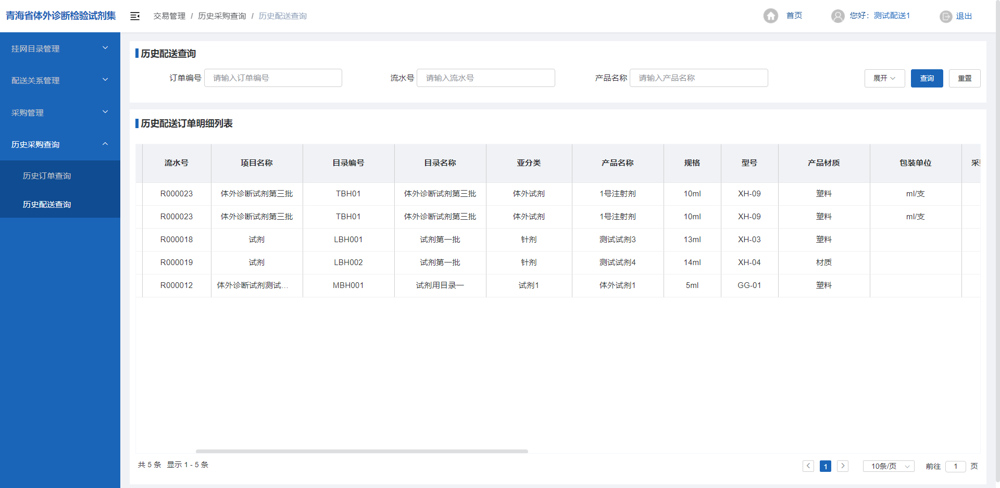 青海省体外诊断检验试剂集
交易管理 / 历史采购查询 / 历史配送查询
首页
您好：测试配送1
退出
挂网目录管理
配送关系管理
采购管理
历史采购查询
历史订单查询
历史配送查询
历史配送查询
订单编号 请输入订单编号 流水号 请输入流水号 产品名称 请输入产品名称 展开 查询 重置
历史配送订单明细列表
流水号 项目名称 目录编号 目录名称 亚分类 产品名称 规格 型号 产品材质 包装单位 采
R000023 体外诊断试剂第三批 TBH01 体外诊断试剂第三批 体外试剂 1号注射剂 10ml XH-09 塑料 ml/支
R000023 体外诊断试剂第三批 TBH01 体外诊断试剂第三批 体外试剂 1号注射剂 10ml XH-09 塑料 ml/支
R000018 试剂 LBH001 试剂第一批 针剂 测试试剂3 13ml XH-03 塑料
R000019 试剂 LBH002 试剂第一批 针剂 测试试剂4 14ml XH-04 材质
R000012 体外诊断试剂测试... MBH001 试剂用目录一 试剂1 体外试剂1 5ml GG-01 塑料
共 5 条 显示 1 - 5 条
1 10条/页 前往 1 页